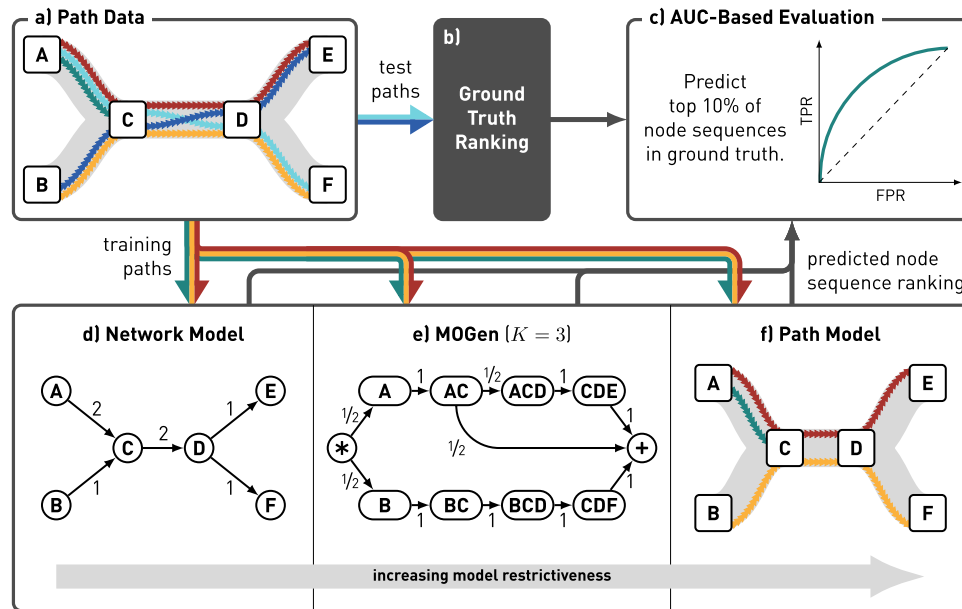 a) Path Data
A
B
C
D
E
F
test
paths
b)
Ground
Truth
Ranking
c) AUC-Based Evaluation
Predict
top 10% of
node sequences
in ground truth.
TPR
FPR
training
paths
predicted node
sequence ranking
d) Network Model
A
B
C
D
E
F
2
1
2
1
1
e) MOGen (K = 3)
*
1/2
1/2
A
1
AC
1/2
ACD
1
CDE
1
1/2
+
B
1
BC
1
BCD
1
CDF
1
f) Path Model
A
B
C
D
E
F
increasing model restrictiveness